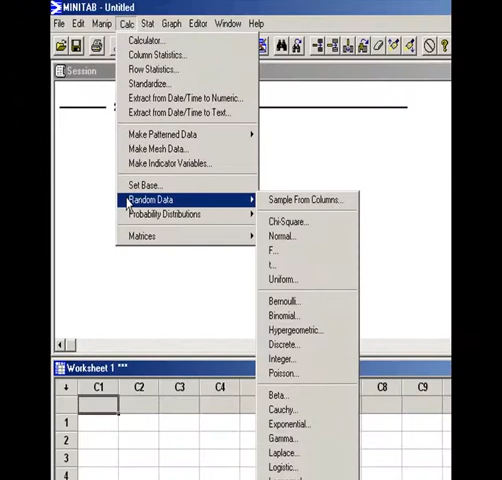 MINITAB - Untitled
File Edit Manip Calc Stat Graph Editor Window Help
Calculator...
Session
Column Statistics...
Row Statistics...
Standardize...
Extract from Date/Time to Numeric...
Extract from Date/Time to Text...
Make Patterned Data
Make Mesh Data...
Make Indicator Variables...
Set Base...
Random Data
Sample From Columns...
Probability Distributions
Chi-Square...
Matrices
Normal...
F...
t...
Uniform...
Bernoulli...
Binomial...
Hypergeometric...
Discrete...
Integer...
Worksheet 1 ***
Poisson...
C1 C2 C3 C4 C8 C9
Beta...
Cauchy...
1 Exponential...
2 Gamma...
3 Laplace...
Logistic...
4